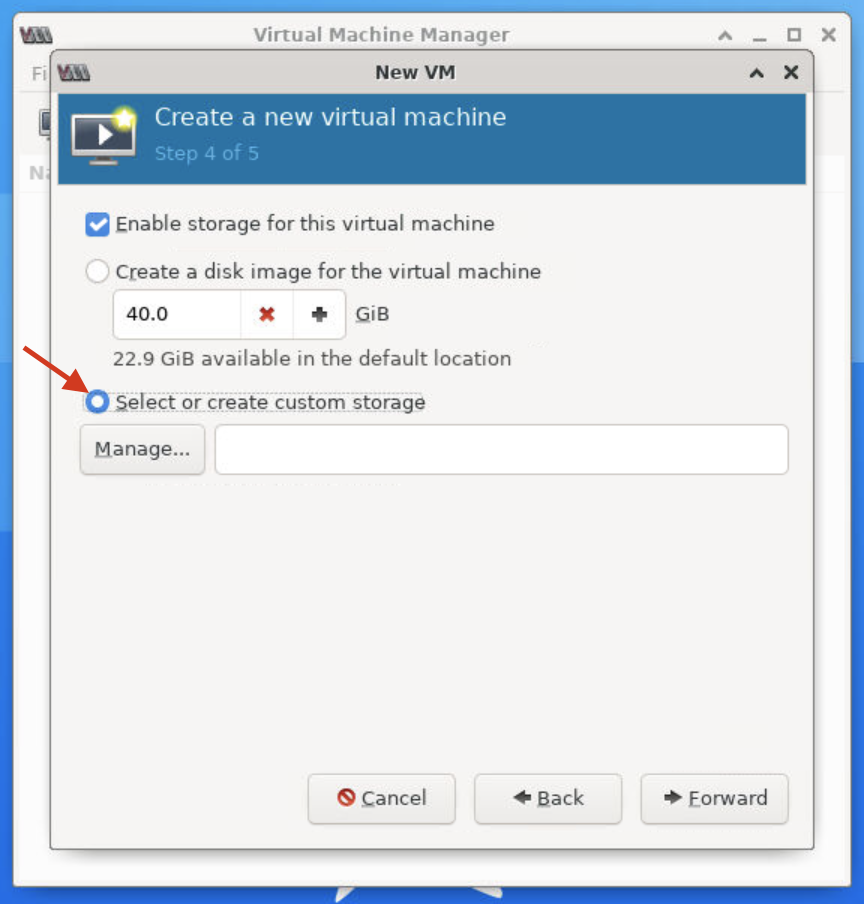 Virtual Machine Manager
Fi
New VM
Create a new virtual machine
Step 4 of 5
Na
Enable storage for this virtual machine
Create a disk image for the virtual machine
40.0 GiB
22.9 GiB available in the default location
Select or create custom storage
Manage...
Cancel Back Forward